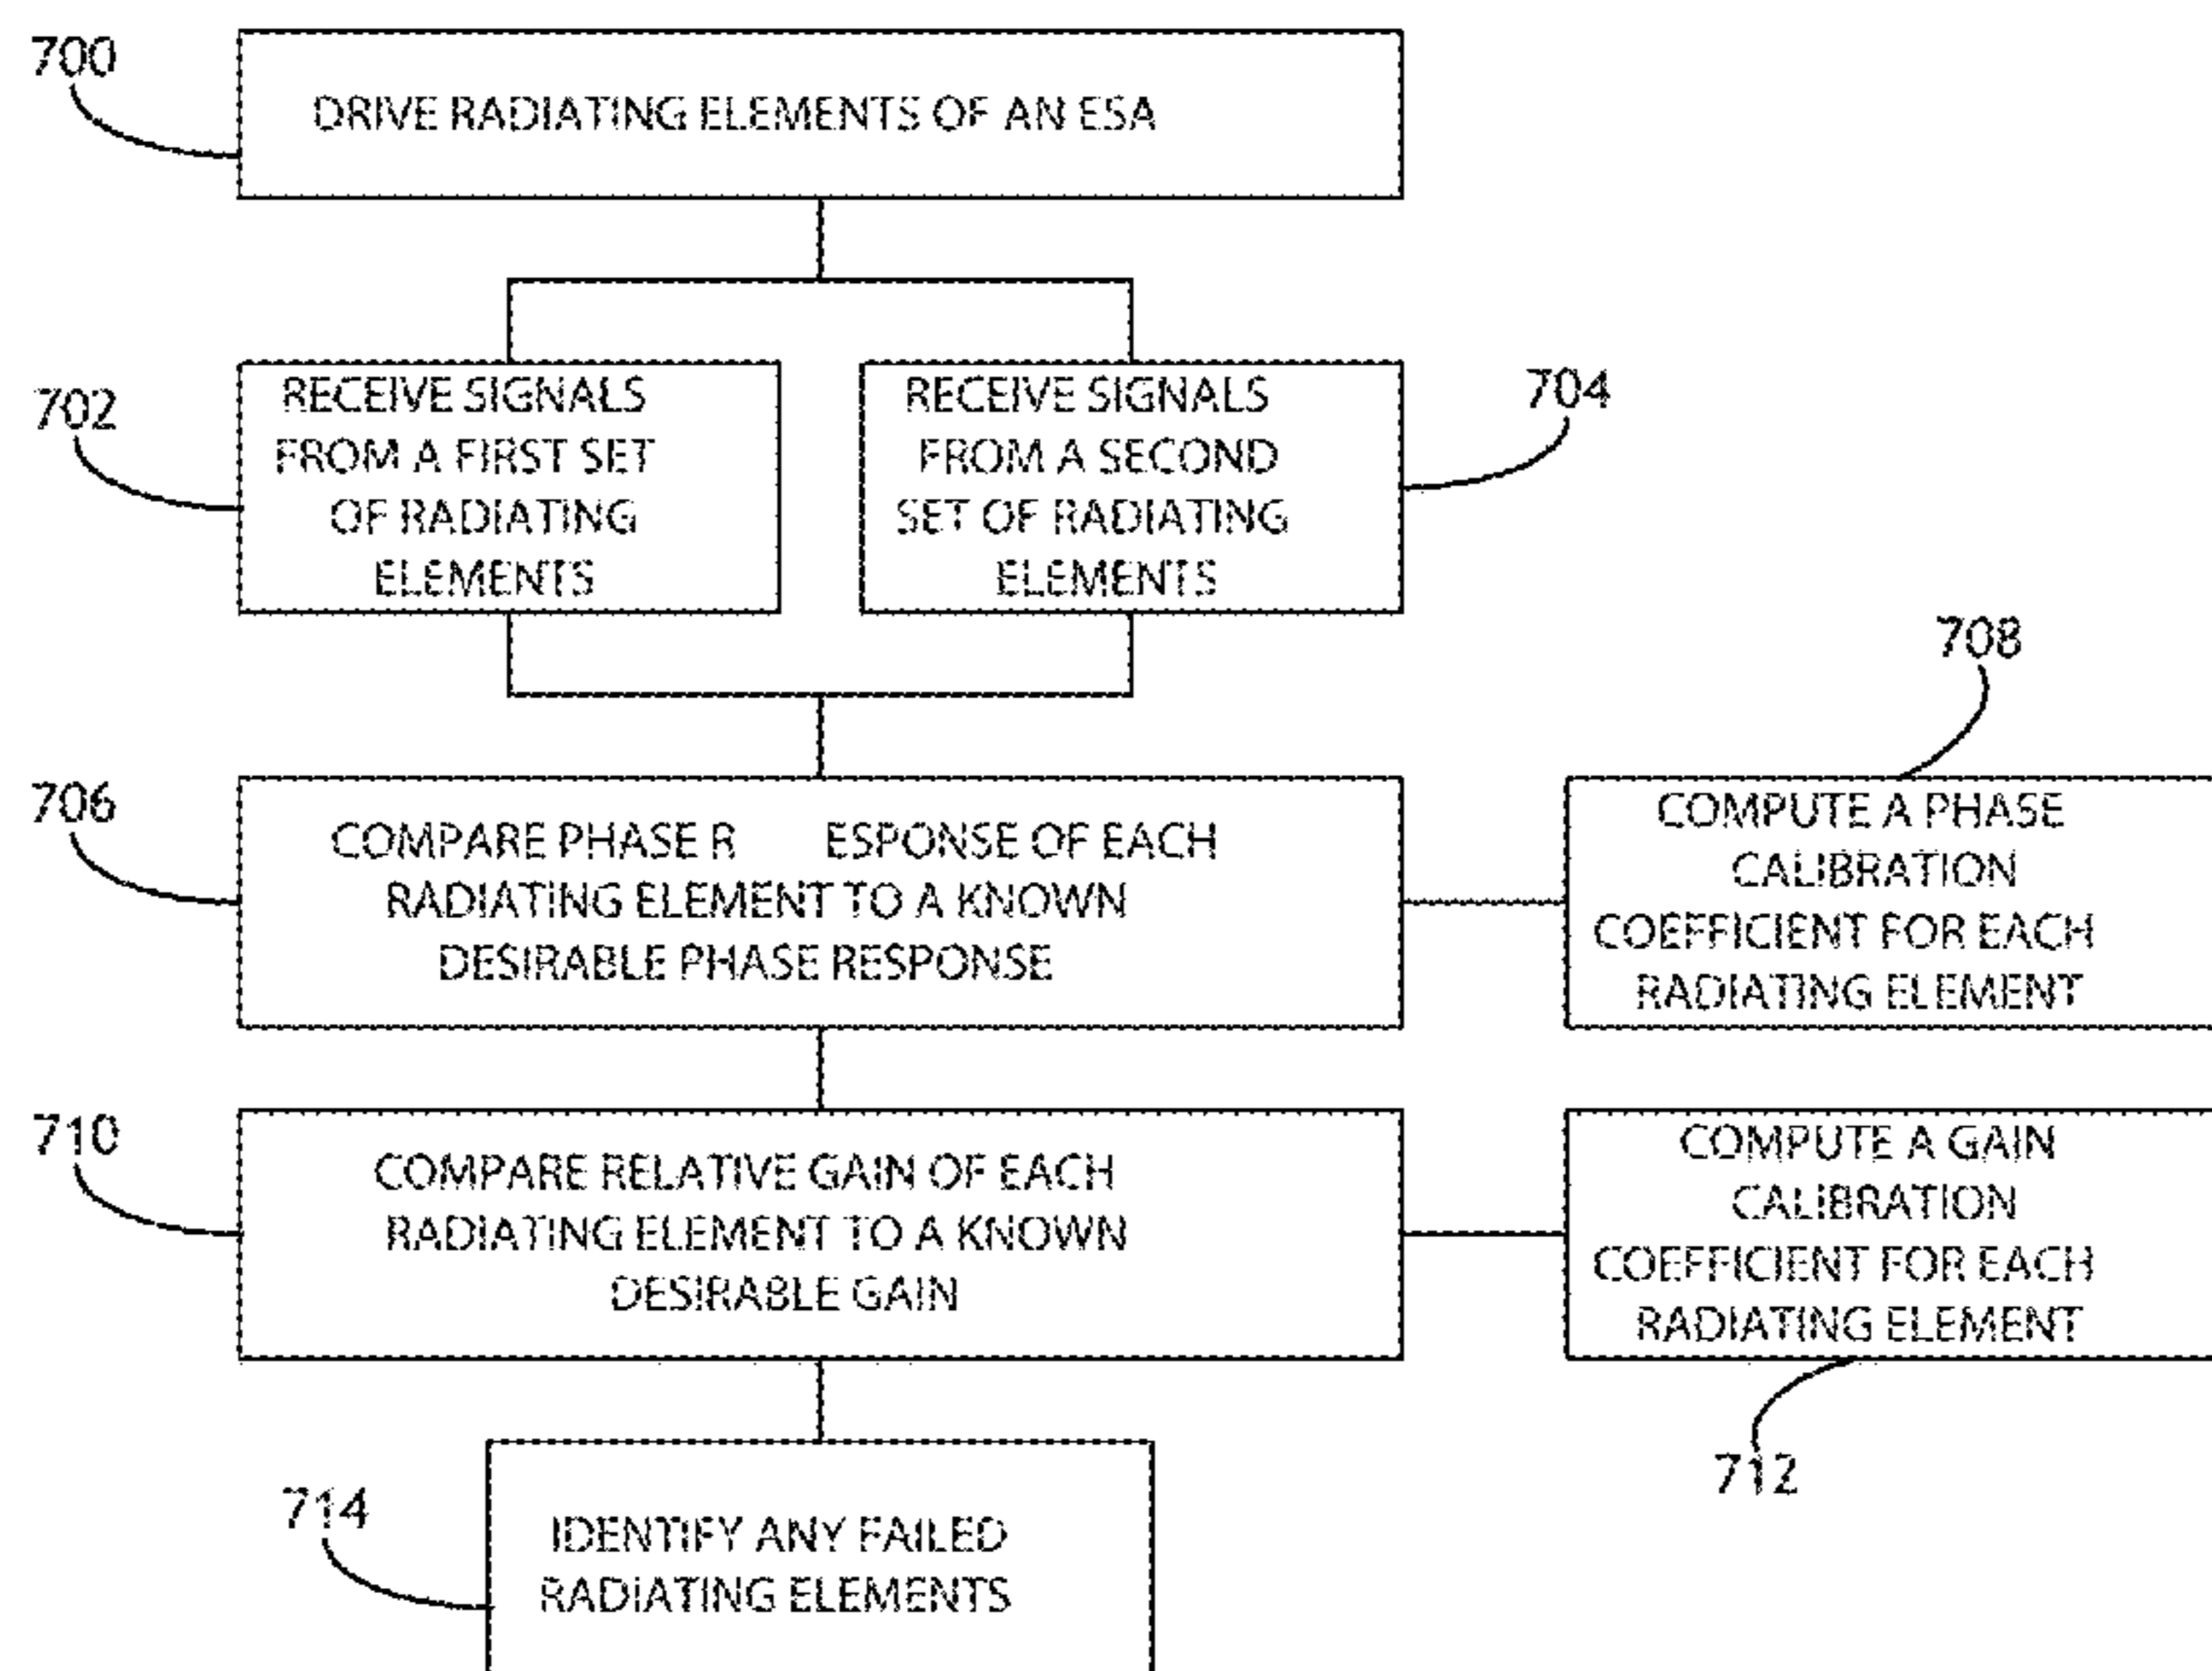 700
DRIVE RADIATING ELEMENTS OF AN ESA
702
RECEIVE SIGNALS
FROM A FIRST SET
OF RADIATING
ELEMENTS
RECEIVE SIGNALS
FROM A SECOND
SET OF RADIATING
ELEMENTS
704
706
COMPARE PHASE R ESPONSE OF EACH
RADIATING ELEMENT TO A KNOWN
DESIRABLE PHASE RESPONSE
708
COMPUTE A PHASE
CALIBRATION
COEFFICIENT FOR EACH
RADIATING ELEMENT
710
COMPARE RELATIVE GAIN OF EACH
RADIATING ELEMENT TO A KNOWN
DESIRABLE GAIN
COMPUTE A GAIN
CALIBRATION
COEFFICIENT FOR EACH
RADIATING ELEMENT
712
714
IDENTIFY ANY FAILED
RADIATING ELEMENTS